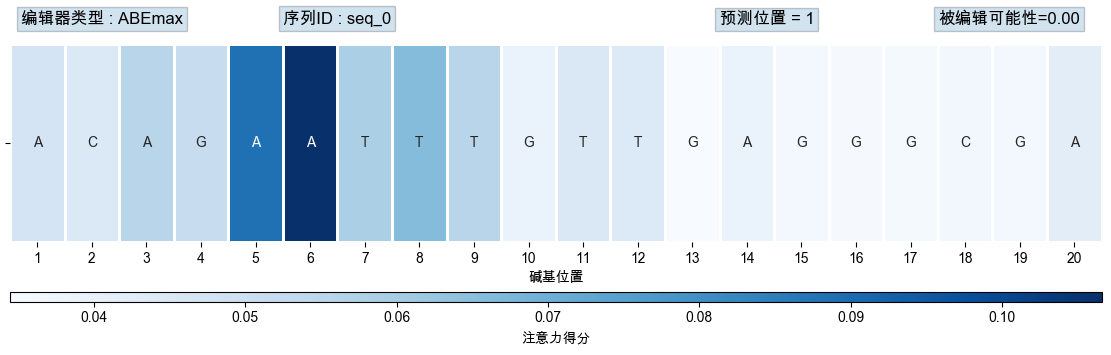 编辑器类型 : ABEmax 序列ID : seq_0 预测位置 = 1 被编辑可能性=0.00
A C A G A A T T T G T T G A G G G C G A
1 2 3 4 5 6 7 8 9 10 11 12 13 14 15 16 17 18 19 20
碱基位置
0.04 0.05 0.06 0.07 0.08 0.09 0.10
注意力得分